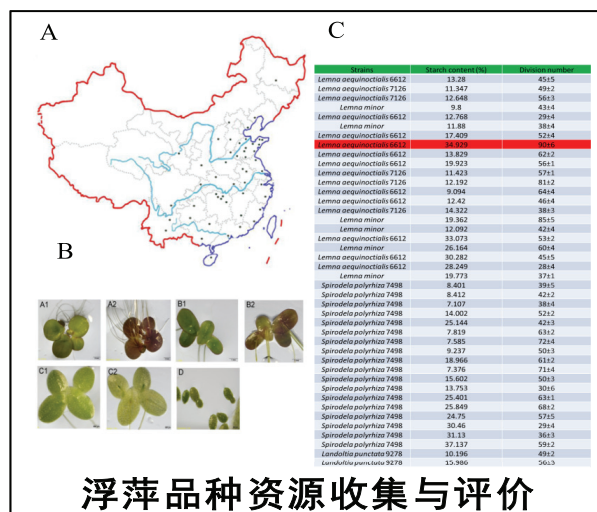 A
B
A1 A2 B1 B2
C1 C2 D
C
Strains Starch content (%) Division number
Lemna aequinoctialis 6612 13.28 45±5
Lemna aequinoctialis 7126 11.347 49±2
Lemna aequinoctialis 7126 12.648 56±3
Lemna minor 9.8 43±4
Lemna aequinoctialis 6612 12.768 29±4
Lemna minor 11.88 38±4
Lemna aequinoctialis 6612 17.409 52±4
Lemna aequinoctialis 6612 34.929 90±6
Lemna aequinoctialis 6612 13.829 62±2
Lemna aequinoctialis 6612 19.923 56±1
Lemna aequinoctialis 7126 11.423 57±1
Lemna aequinoctialis 7126 12.192 81±2
Lemna aequinoctialis 6612 9.094 64±4
Lemna aequinoctialis 6612 12.42 46±4
Lemna aequinoctialis 7126 14.322 38±3
Lemna minor 19.362 85±5
Lemna minor 12.092 42±4
Lemna aequinoctialis 6612 33.073 53±2
Lemna minor 26.164 60±4
Lemna aequinoctialis 6612 30.282 45±5
Lemna aequinoctialis 6612 28.249 28±4
Lemna minor 19.773 37±1
Spirodela polyrhiza 7498 8.401 39±5
Spirodela polyrhiza 7498 8.412 42±2
Spirodela polyrhiza 7498 7.107 38±4
Spirodela polyrhiza 7498 14.002 52±2
Spirodela polyrhiza 7498 25.144 42±3
Spirodela polyrhiza 7498 7.819 63±2
Spirodela polyrhiza 7498 7.585 72±4
Spirodela polyrhiza 7498 9.237 50±3
Spirodela polyrhiza 7498 18.966 61±2
Spirodela polyrhiza 7498 7.376 71±4
Spirodela polyrhiza 7498 15.602 50±3
Spirodela polyrhiza 7498 13.753 30±6
Spirodela polyrhiza 7498 25.401 63±1
Spirodela polyrhiza 7498 25.849 68±2
Spirodela polyrhiza 7498 24.75 57±5
Spirodela polyrhiza 7498 30.46 29±4
Spirodela polyrhiza 7498 31.13 36±3
Spirodela polyrhiza 7498 37.137 59±2
Landoltia punctata 9278 10.196 49±2
Landoltia punctata 9278 15.986 56±3
浮萍品种资源收集与评价